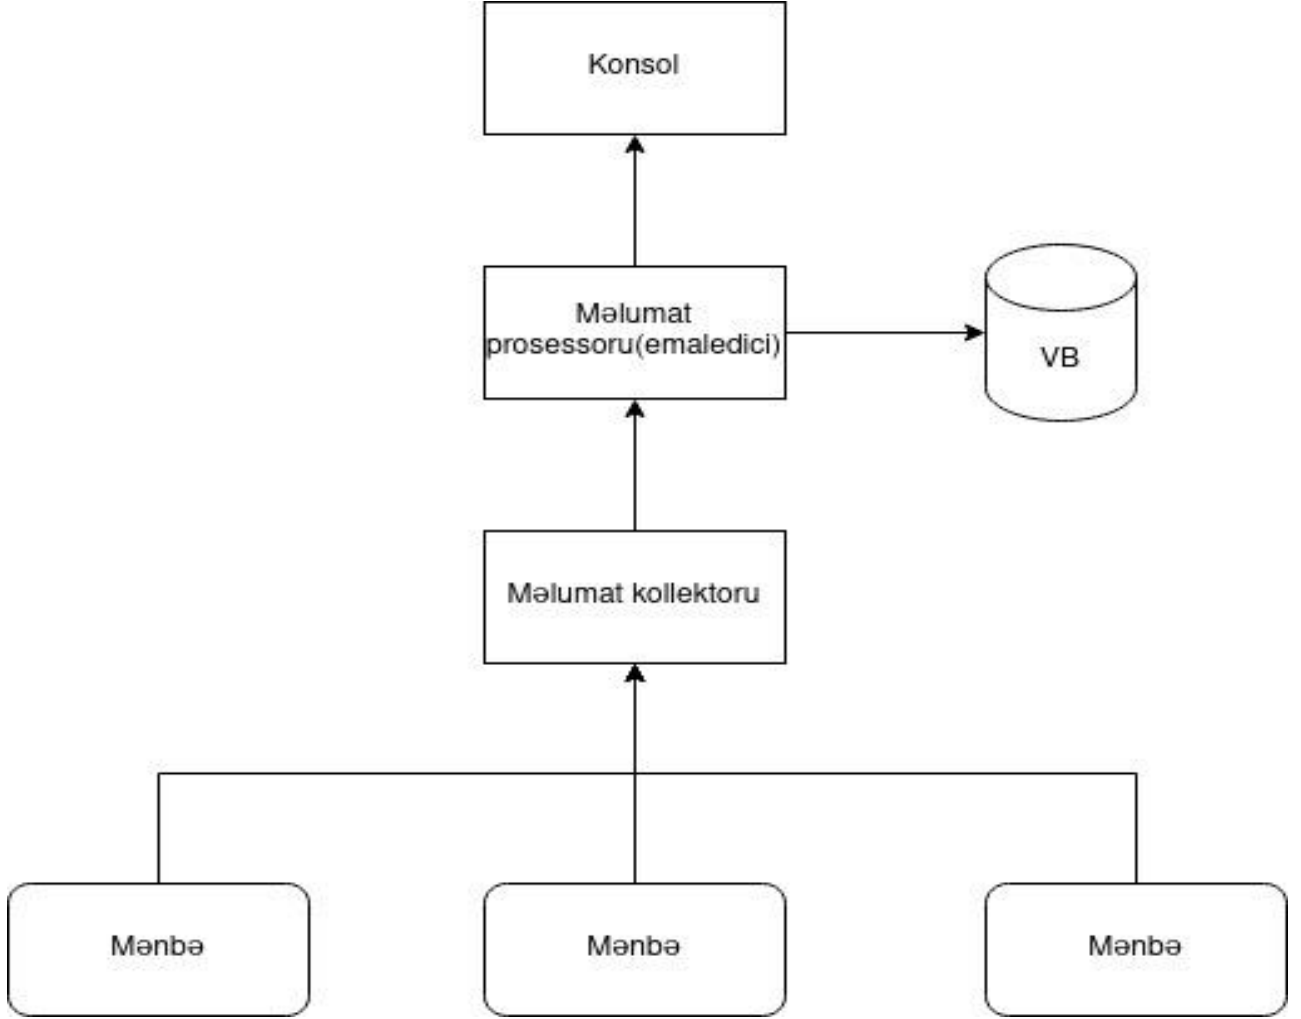 Konsol
Məlumat
prosessoru(emaledici)
VB
Məlumat kollektoru
Mənbə
Mənbə
Mənbə